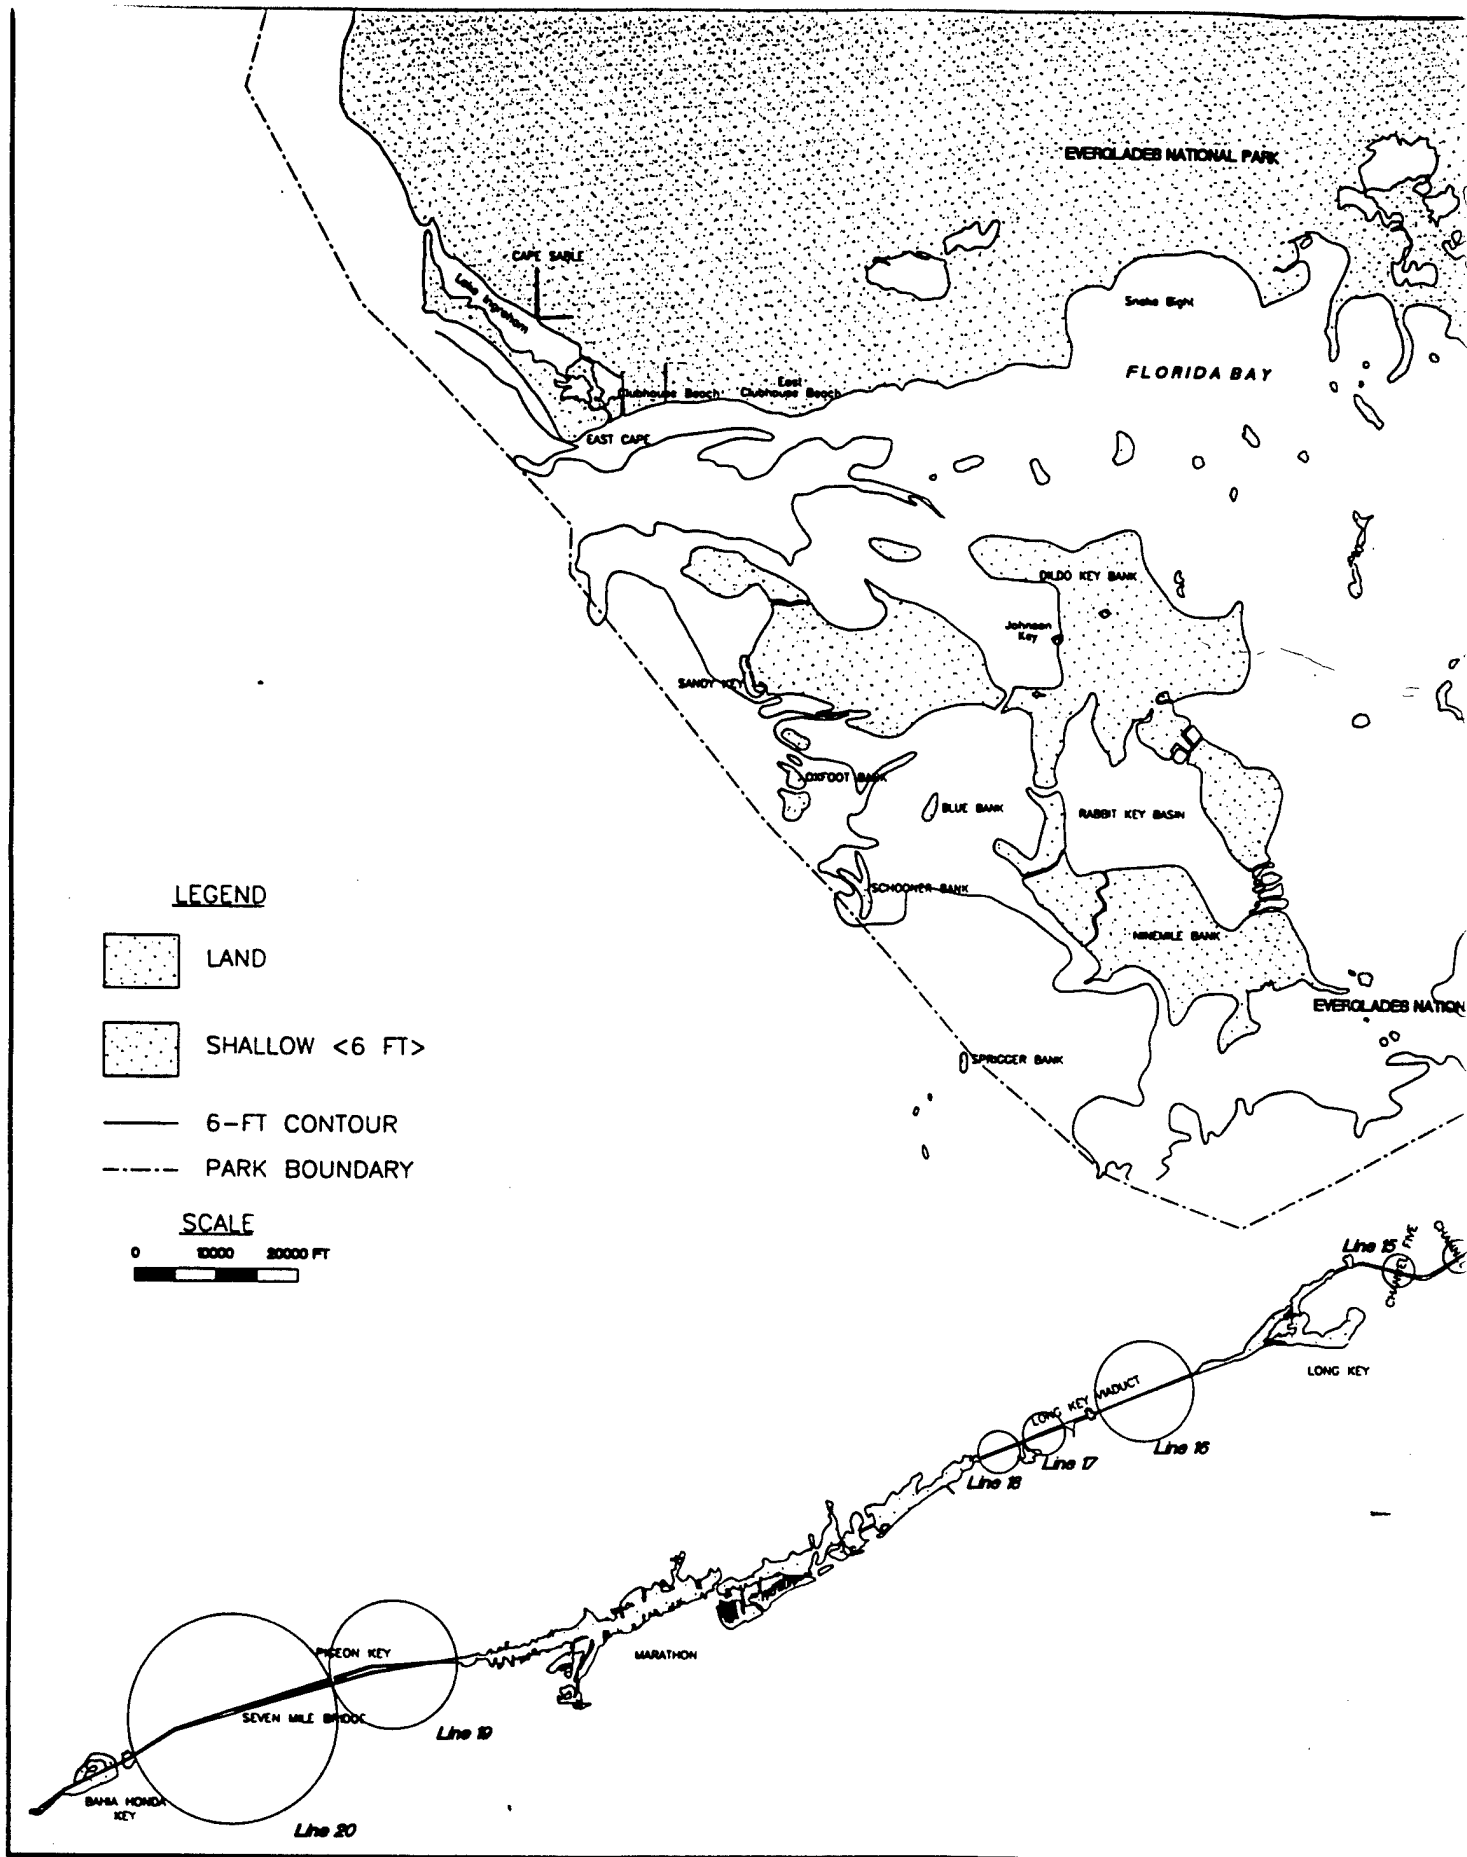 EVERGLADES NATIONAL PARK
CAPE SABLE
Lake Ingraham
Snake Bight
FLORIDA BAY
East
Clubhouse Beach
Clubhouse Beach
EAST CAPE
DILDO KEY BANK
Johnson
Key
SANDY KEY
OXFOOT BANK
BLUE BANK
RABBIT KEY BASIN
SCHOONER BANK
NINEMILE BANK
EVERGLADES NATION
SPRIGGER BANK
LEGEND
LAND
SHALLOW <6 FT>
6-FT CONTOUR
PARK BOUNDARY
SCALE
0 10000 20000 FT
Line 15
CHANNEL FIVE
LONG KEY
LONG KEY VIADUCT
Line 16
Line 17
Line 18
MARATHON
PIGEON KEY
SEVEN MILE BRIDGE
Line 19
BAHIA HONDA
KEY
Line 20